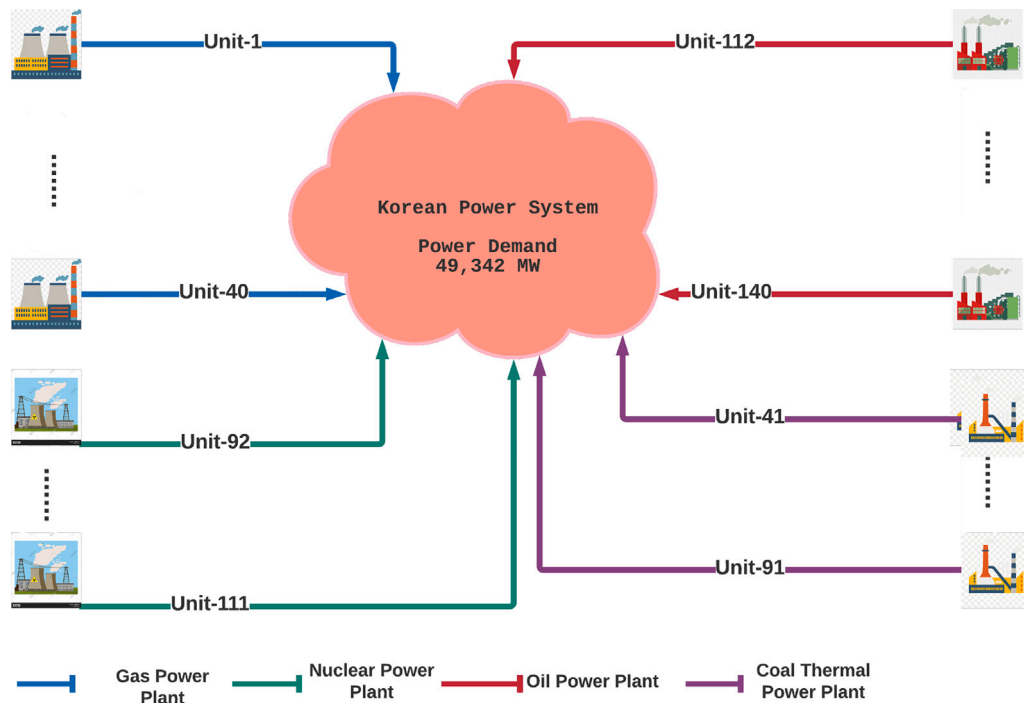 Unit-1
Unit-112
Korean Power System
Power Demand
49,342 MW
Unit-40
Unit-140
Unit-92
Unit-41
Unit-111
Unit-91
Gas Power
Plant
Nuclear Power
Plant
Oil Power Plant
Coal Thermal
Power Plant